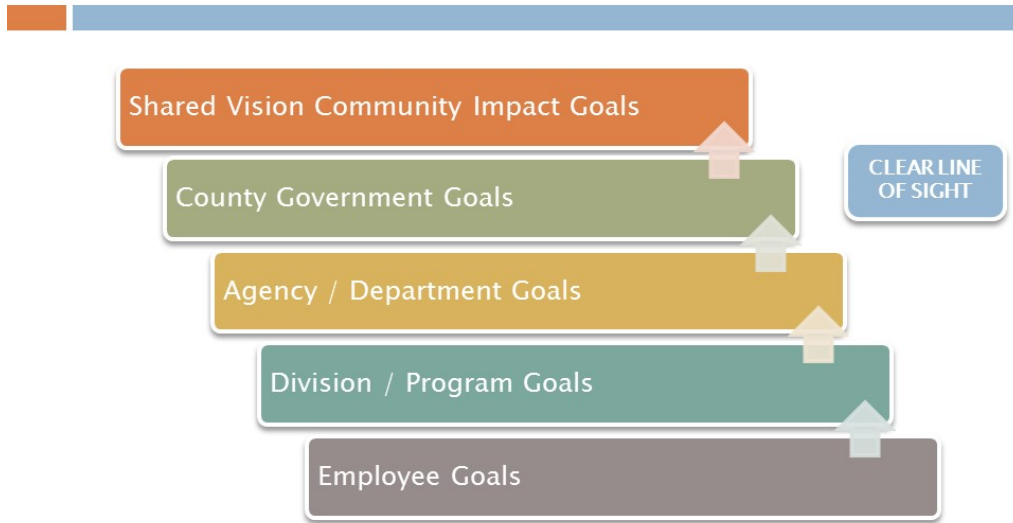 Shared Vision Community Impact Goals
County Government Goals
CLEAR LINE
OF SIGHT
Agency / Department Goals
Division / Program Goals
Employee Goals